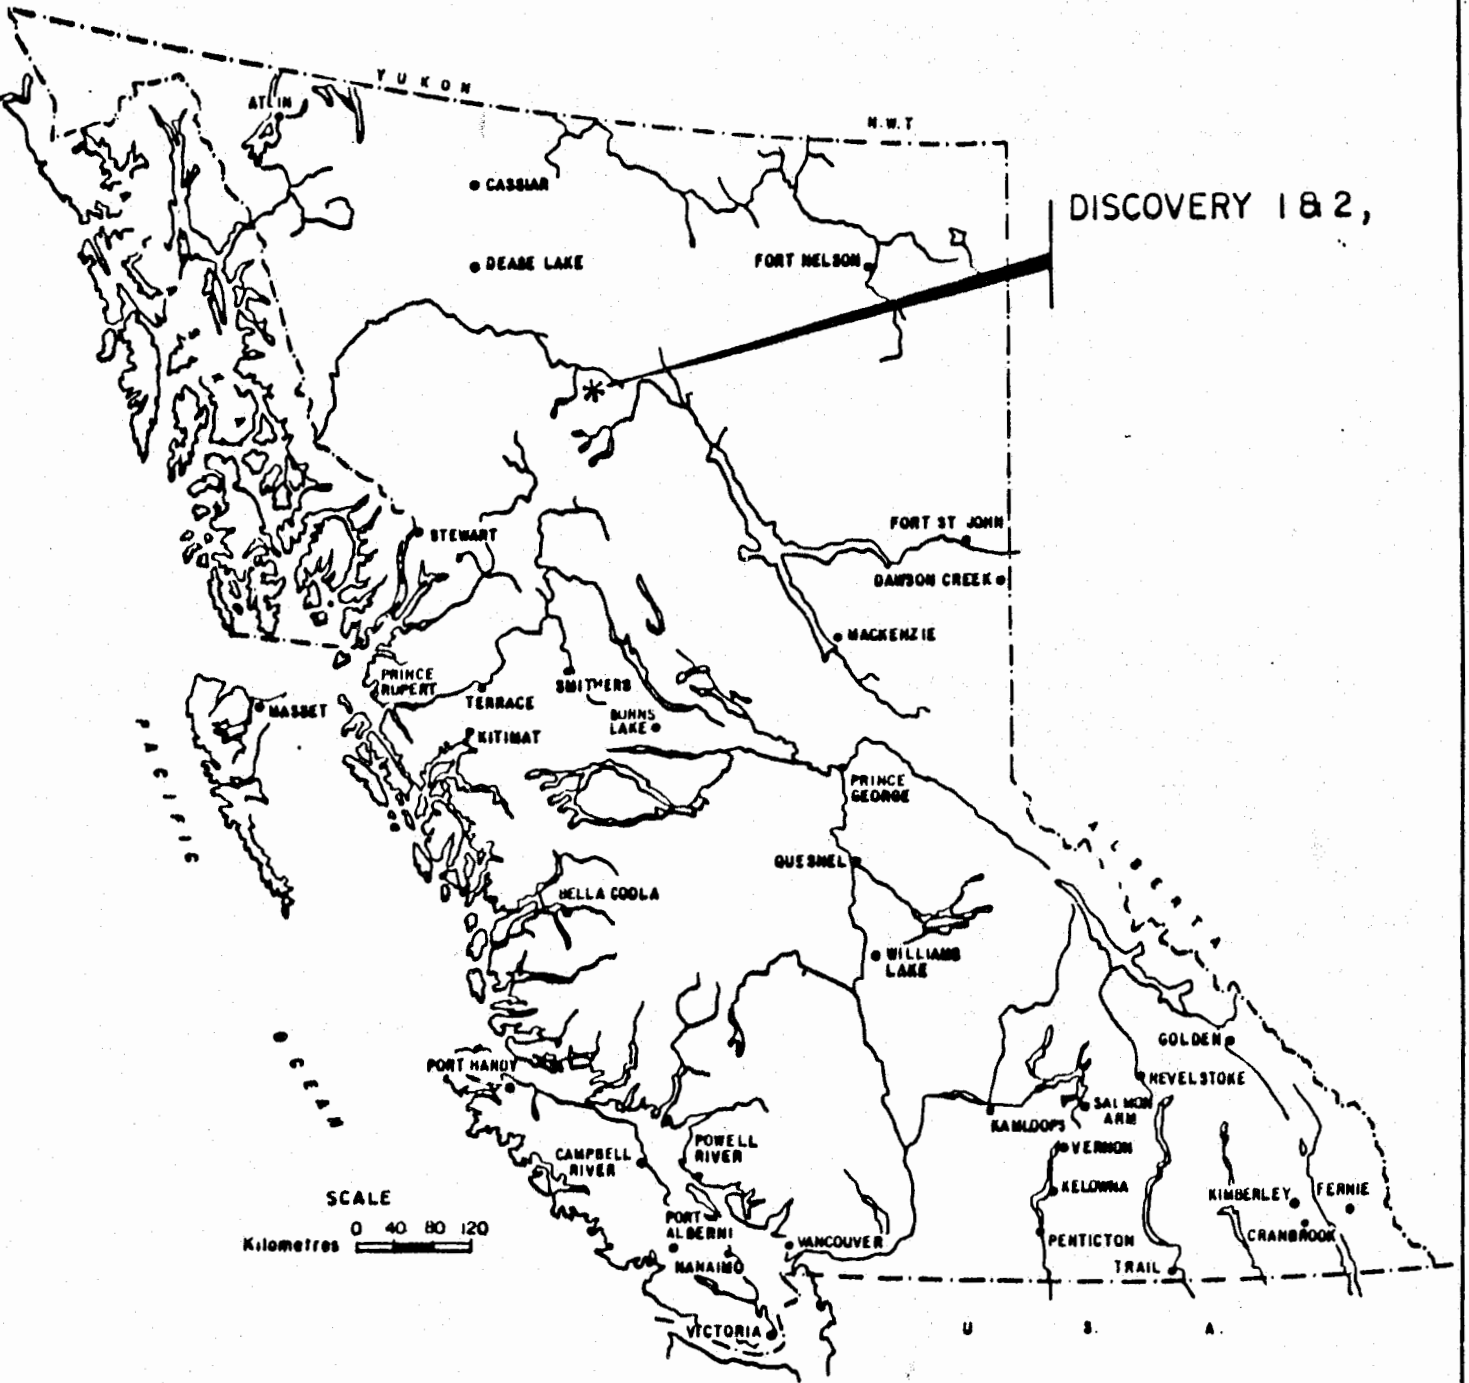 YUKON
ATLIN
N.W.T
CASSIAR
DISCOVERY 1 & 2,
DEASE LAKE
FORT NELSON
FORT ST JOHN
STEWART
DAWSON CREEK
MACKENZIE
PRINCE
RUPERT
SMITHERS
TERRACE
MASSET
BURNS
LAKE
KITIMAT
PACIFIC
PRINCE
GEORGE
ALBERTA
QUESNEL
BELLA COOLA
WILLIAMS
LAKE
OCEAN
GOLDEN
PORT HARDY
REVELSTOKE
SALMON
ARM
KAMLOOPS
POWELL
RIVER
VERNON
CAMPBELL
RIVER
KELOWNA
KIMBERLEY
FERNIE
SCALE
0 40 80 120
Kilometres
PORT
ALBERNI
CRANBROOK
VANCOUVER
PENTICTON
NANAIMO
TRAIL
VICTORIA
U. S. A.